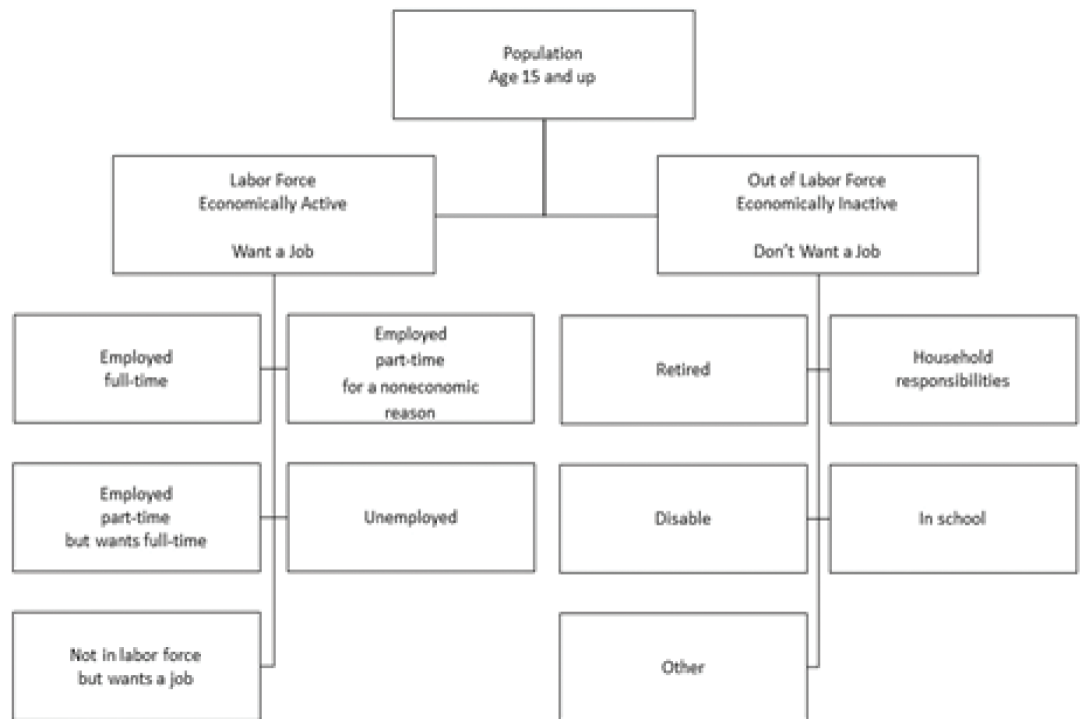 Population
Age 15 and up
Labor Force
Economically Active
Want a Job
Out of Labor Force
Economically Inactive
Don't Want a Job
Employed
full-time
Employed
part-time
for a noneconomic
reason
Retired
Household
responsibilities
Employed
part-time
but wants full-time
Unemployed
Disable
In school
Not in labor force
but wants a job
Other